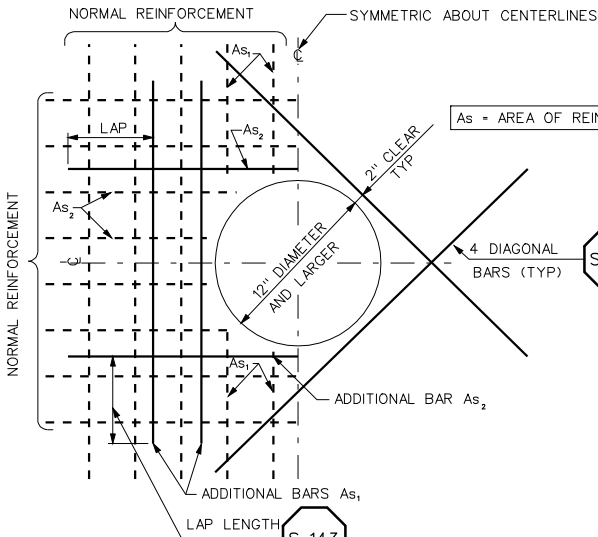 NORMAL REINFORCEMENT
SYMMETRIC ABOUT CENTERLINES
As₁
℄
LAP
As₂
As = AREA OF REIN
2" CLEAR
TYP
NORMAL REINFORCEMENT
As₂
℄
12" DIAMETER
AND LARGER
4 DIAGONAL
BARS (TYP)
S
As₁
ADDITIONAL BAR As₂
ADDITIONAL BARS As₁
LAP LENGTH